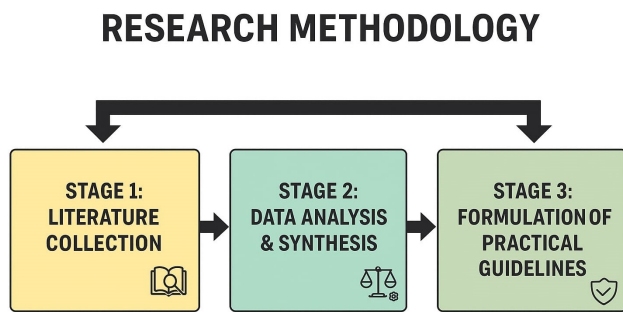 RESEARCH METHODOLOGY
STAGE 1:
LITERATURE
COLLECTION
STAGE 2:
DATA ANALYSIS
& SYNTHESIS
STAGE 3:
FORMULATION OF
PRACTICAL
GUIDELINES